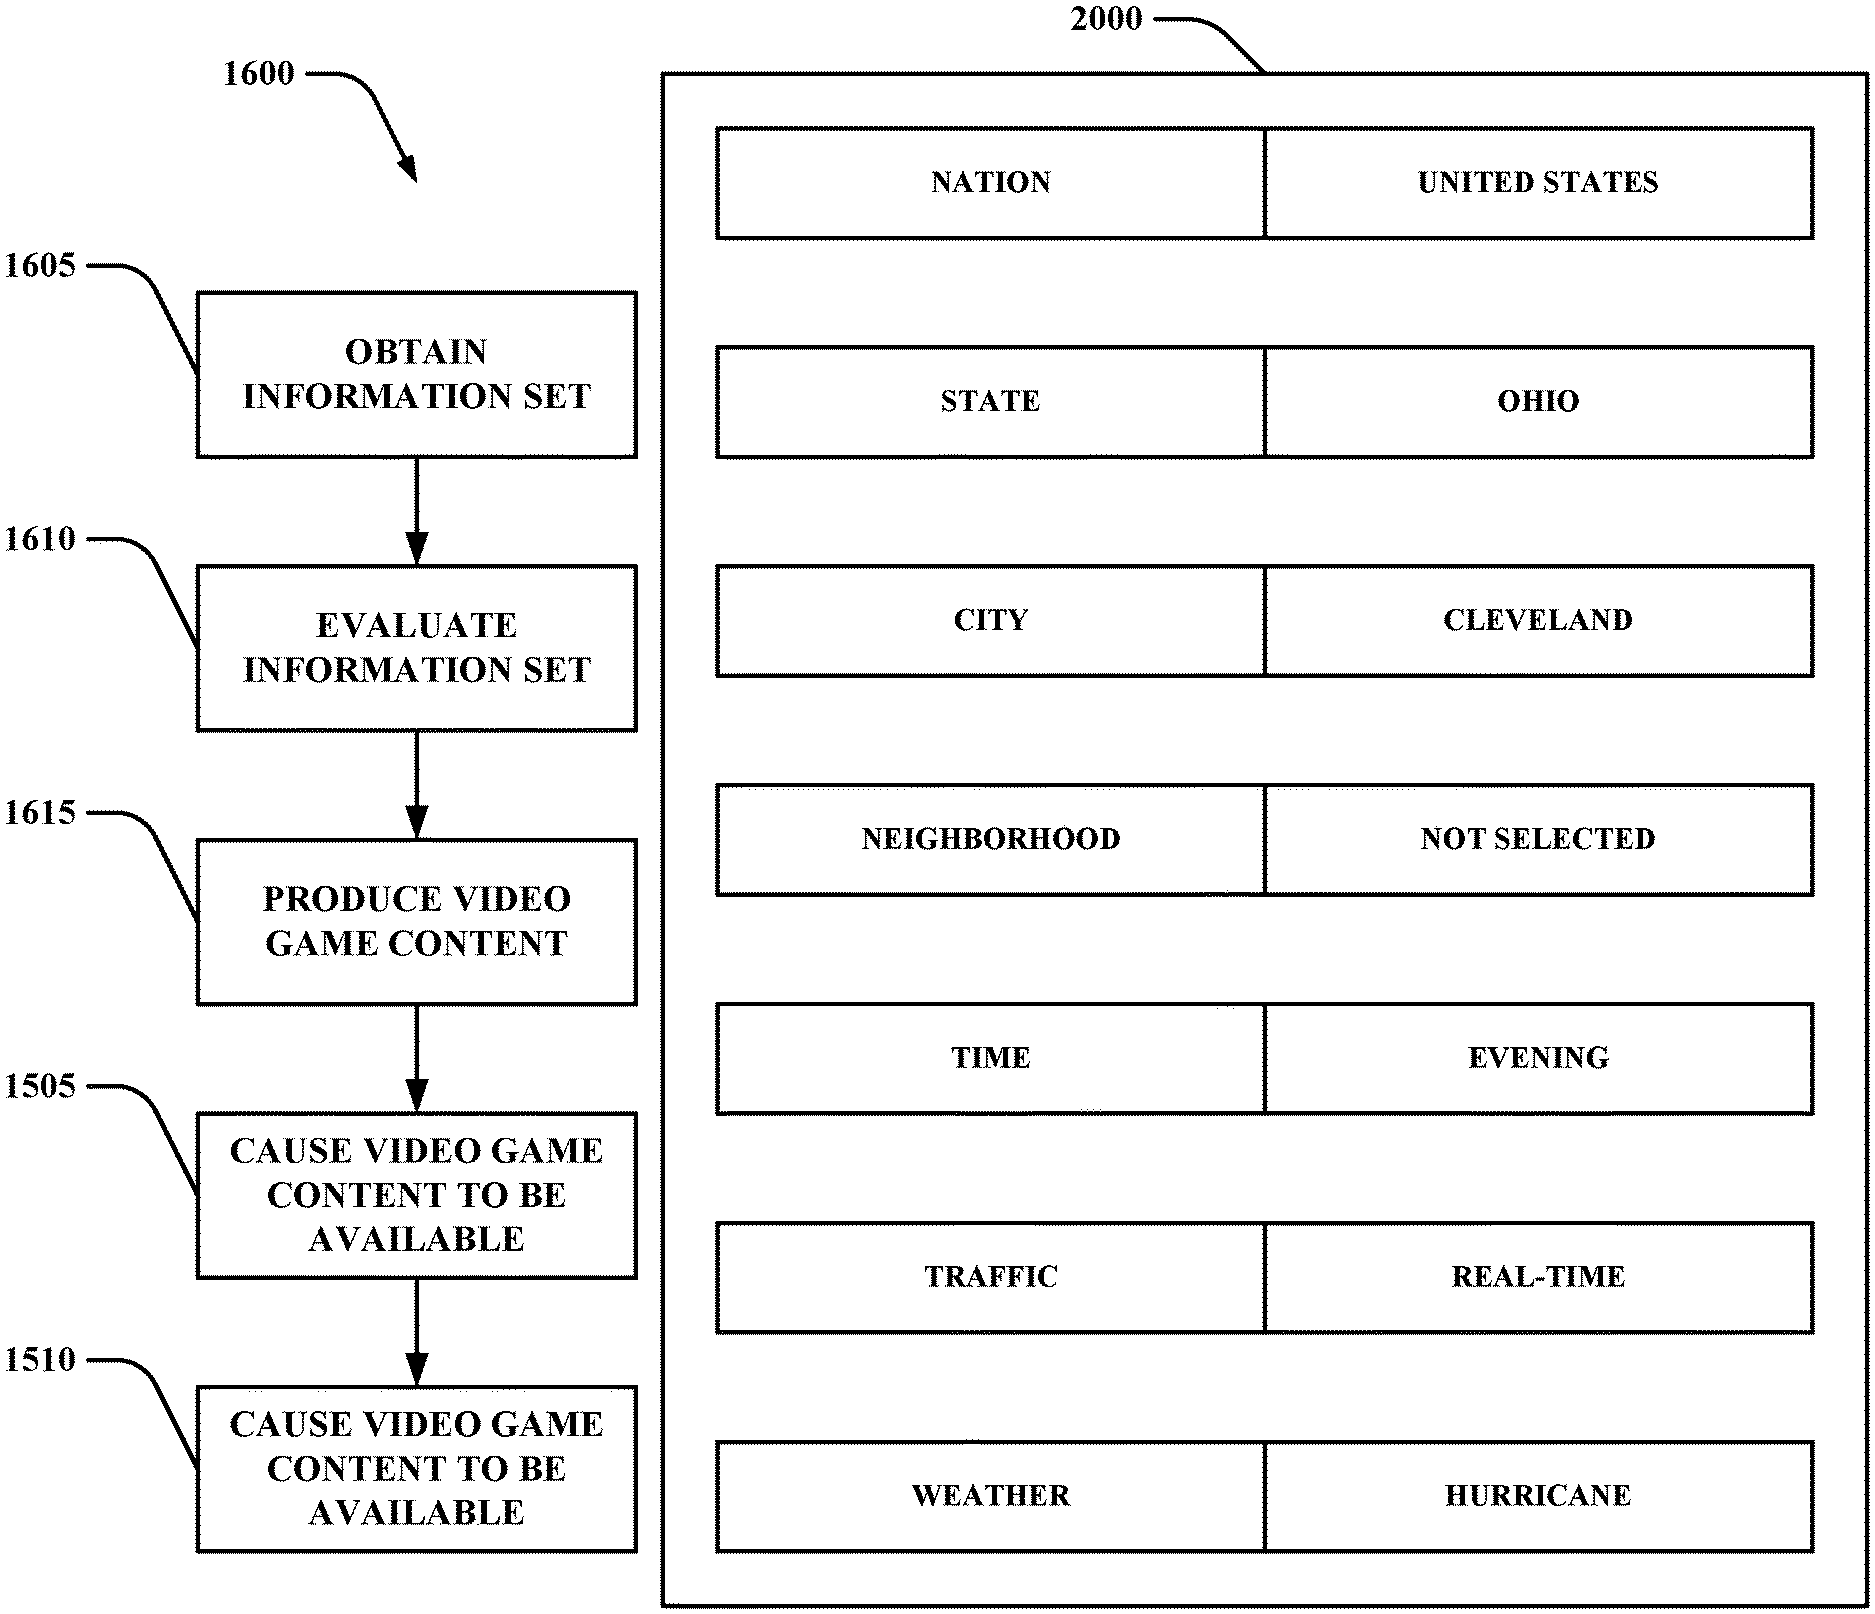 1600
1605
OBTAIN
INFORMATION SET
1610
EVALUATE
INFORMATION SET
1615
PRODUCE VIDEO
GAME CONTENT
1505
CAUSE VIDEO GAME
CONTENT TO BE
AVAILABLE
1510
CAUSE VIDEO GAME
CONTENT TO BE
AVAILABLE
2000
NATION UNITED STATES
STATE OHIO
CITY CLEVELAND
NEIGHBORHOOD NOT SELECTED
TIME EVENING
TRAFFIC REAL-TIME
WEATHER HURRICANE